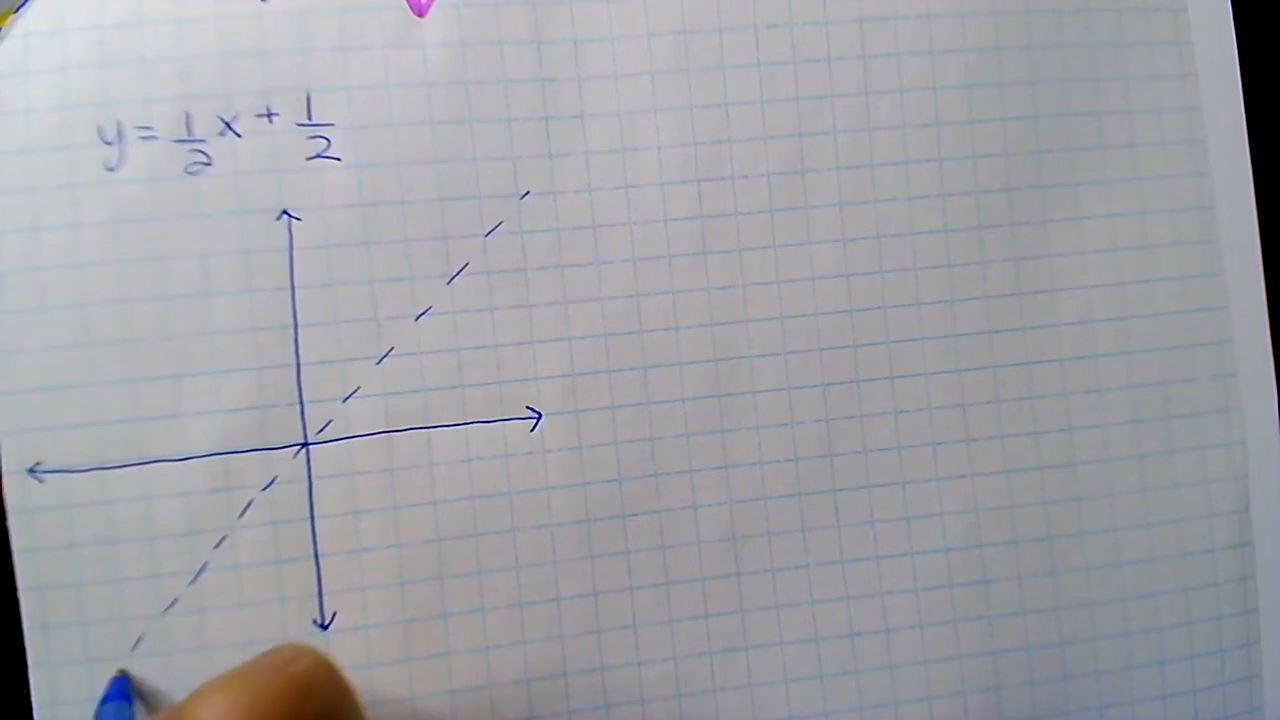 y = 1/2 x + 1/2